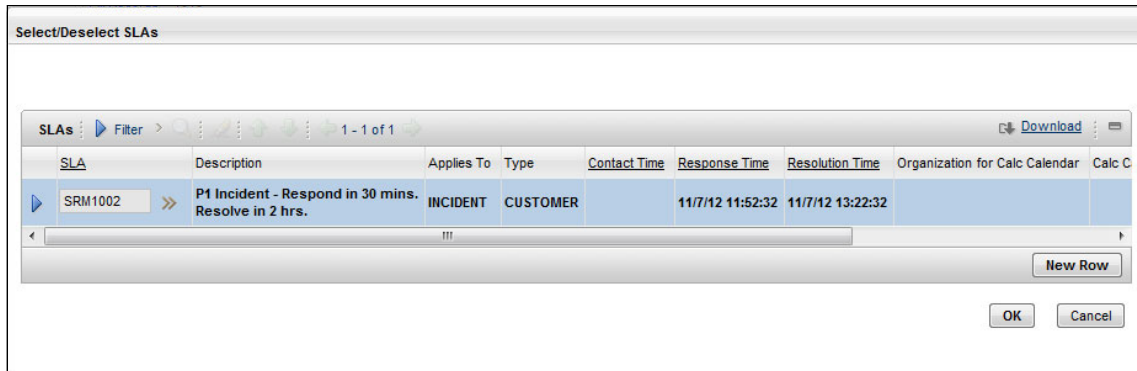 Select/Deselect SLAs
SLAs Filter > 1 - 1 of 1 Download
SLA Description Applies To Type Contact Time Response Time Resolution Time Organization for Calc Calendar Calc C
SRM1002 P1 Incident - Respond in 30 mins. INCIDENT CUSTOMER 11/7/12 11:52:32 11/7/12 13:22:32
Resolve in 2 hrs.
New Row
OK Cancel